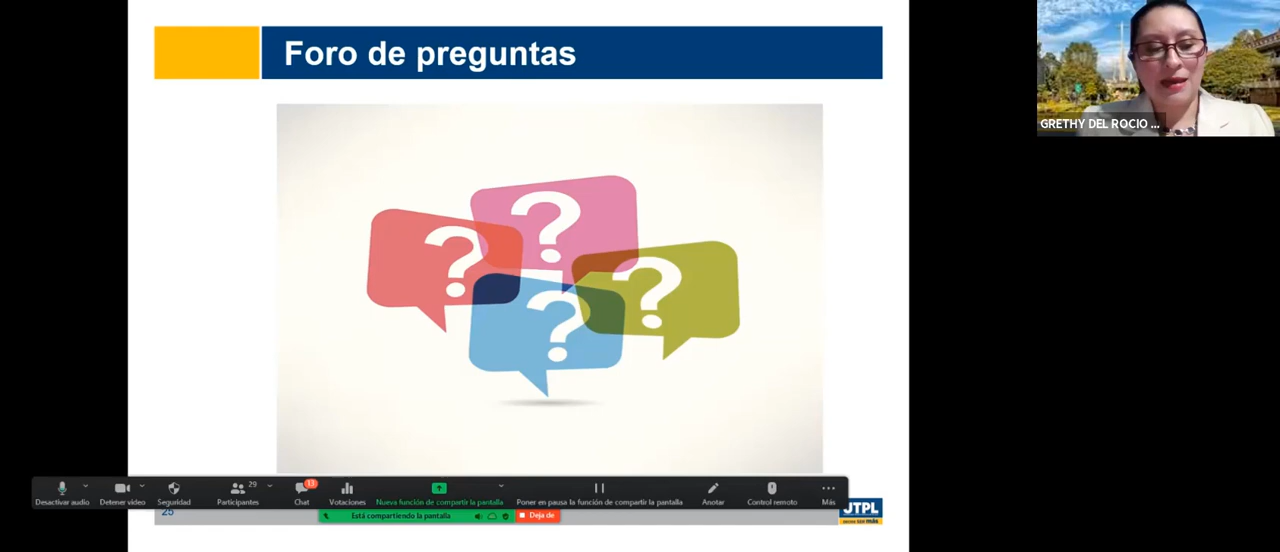 Foro de preguntas
GRETHY DEL ROCIO ...
?
?
?
?
29
13
Desactivar audio
Detener video
Seguridad
Participantes
Chat
Votaciones
Nueva función de compartir la pantalla
Poner en pausa la función de compartir la pantalla
Anotar
Control remoto
Más
25
Está compartiendo la pantalla
Deja de
UTPL